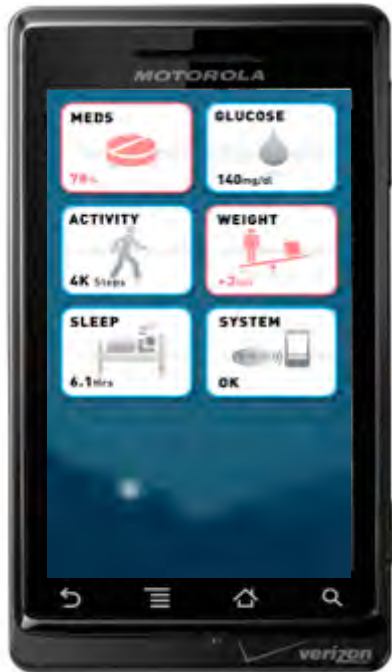 MOTOROLA
MEDS
GLUCOSE
140mg/dl
ACTIVITY
4K Steps
WEIGHT
SLEEP
6.1Hrs
SYSTEM
OK
verizon